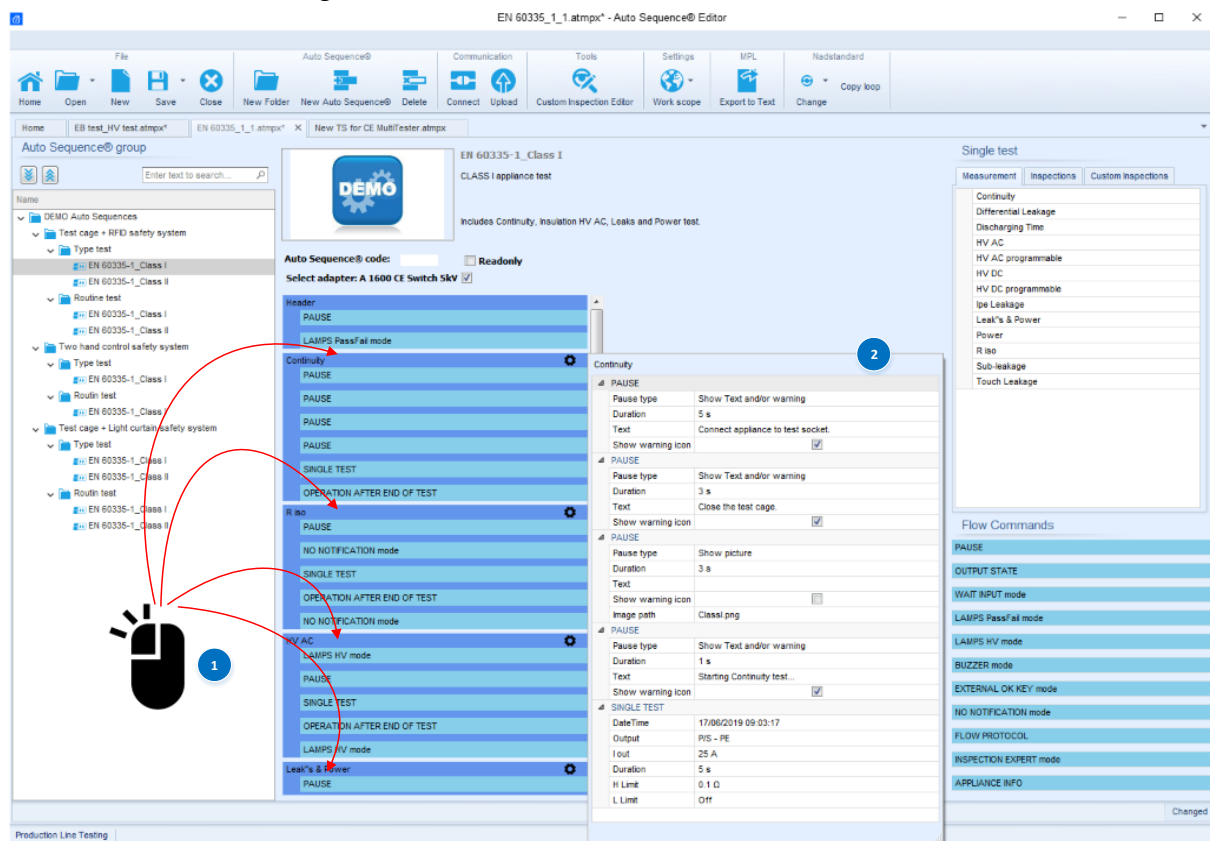 EN 60335_1_1.atmpx* - Auto Sequence® Editor
File
Auto Sequence®
Communication
Tools
Settings
MPL
Nadstandard
Home
Open
New
Save
Close
New Folder
New Auto Sequence®
Delete
Connect
Upload
Custom Inspection Editor
Work scope
Export to Text
Change
Copy loop
Home
EB test_HV test.atmpx*
EN 60335_1_1.atmpx* X
New TS for CE MultiTester.atmpx
Auto Sequence® group
Enter text to search...
Name
DEMO Auto Sequences
Test cage + RFID safety system
Type test
EN 60335-1_Class I
EN 60335-1_Class II
Routine test
EN 60335-1_Class I
EN 60335-1_Class II
Two hand control safety system
Type test
EN 60335-1_Class I
Routin test
EN 60335-1_Class I
Test cage + Light curtain safety system
Type test
EN 60335-1_Class I
EN 60335-1_Class II
Routin test
EN 60335-1_Class I
EN 60335-1_Class II
1
DEMO
EN 60335-1_Class I
CLASS I appliance test
Includes Continuity, Insulation HV AC, Leaks and Power test.
Auto Sequence® code:
Readonly
Select adapter: A 1600 CE Switch 5kV
Header
PAUSE
LAMPS PassFail mode
Continuity
PAUSE
PAUSE
PAUSE
PAUSE
SINGLE TEST
OPERATION AFTER END OF TEST
R iso
PAUSE
NO NOTIFICATION mode
SINGLE TEST
OPERATION AFTER END OF TEST
NO NOTIFICATION mode
HV AC
LAMPS HV mode
PAUSE
SINGLE TEST
OPERATION AFTER END OF TEST
LAMPS HV mode
Leak"s & Power
PAUSE
2
Continuity
PAUSE
Pause type Show Text and/or warning
Duration 5 s
Text Connect appliance to test socket.
Show warning icon
PAUSE
Pause type Show Text and/or warning
Duration 3 s
Text Close the test cage.
Show warning icon
PAUSE
Pause type Show picture
Duration 3 s
Text
Show warning icon
Image path ClassI.png
PAUSE
Pause type Show Text and/or warning
Duration 1 s
Text Starting Continuity test...
Show warning icon
SINGLE TEST
DateTime 17/06/2019 09:03:17
Output P/S - PE
I out 25 A
Duration 5 s
H Limit 0.1 Ω
L Limit Off
Single test
Measurement
Inspections
Custom Inspections
Continuity
Differential Leakage
Discharging Time
HV AC
HV AC programmable
HV DC
HV DC programmable
Ipe Leakage
Leak"s & Power
Power
R iso
Sub-leakage
Touch Leakage
Flow Commands
PAUSE
OUTPUT STATE
WAIT INPUT mode
LAMPS PassFail mode
LAMPS HV mode
BUZZER mode
EXTERNAL OK KEY mode
NO NOTIFICATION mode
FLOW PROTOCOL
INSPECTION EXPERT mode
APPLIANCE INFO
Changed
Production Line Testing